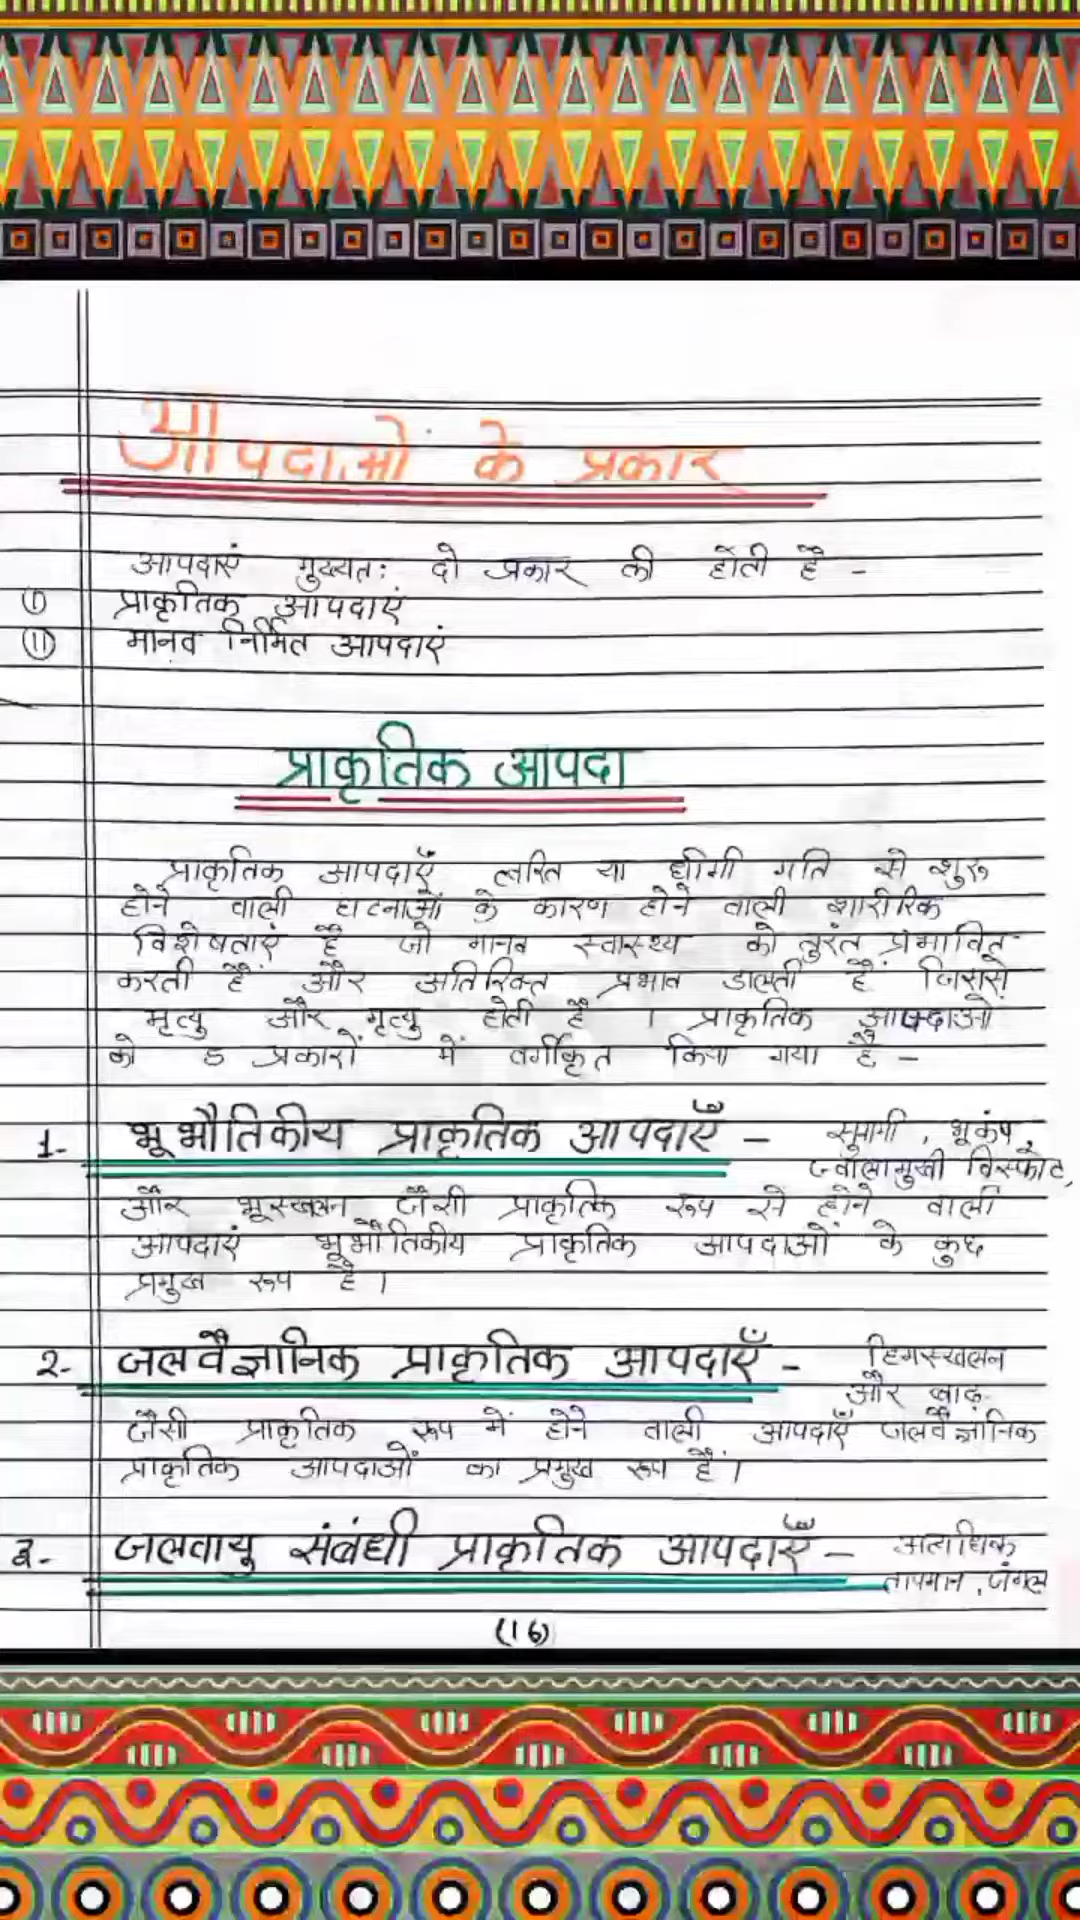 आपदाओं के प्रकार
आपदाएं मुख्यतः दो प्रकार की होती है -
(I) प्राकृतिक आपदाएं
(II) मानव निर्मित आपदाएं
प्राकृतिक आपदा
प्राकृतिक आपदाएँ त्वरित या धीमी गति से शुरू
होने वाली घटनाओं के कारण होने वाली शारीरिक
विशेषताएं है जो मानव स्वास्थ्य को तुरंत प्रभावित
करती हैं और अतिरिक्त प्रभाव डालती हैं जिससे
मृत्यु और मृत्यु होती है । प्राकृतिक आपदाओं
को 5 प्रकारों में वर्गीकृत किया गया है -
1- भूभौतिकीय प्राकृतिक आपदाएँ - सुनामी, भूकंप,
ज्वालामुखी विस्फोट,
और भूस्खलन जैसी प्राकृतिक रूप से होने वाली
आपदाएं भूभौतिकीय प्राकृतिक आपदाओं के कुछ
प्रमुख रूप है ।
2- जलवैज्ञानिक प्राकृतिक आपदाएँ - हिमस्खलन
और बाढ़
जैसी प्राकृतिक रूप में होने वाली आपदाएँ जलवैज्ञानिक
प्राकृतिक आपदाओं का प्रमुख रूप हैं ।
3- जलवायु संबंधी प्राकृतिक आपदाएँ - अत्यधिक
तापमान, जंगल
(16)